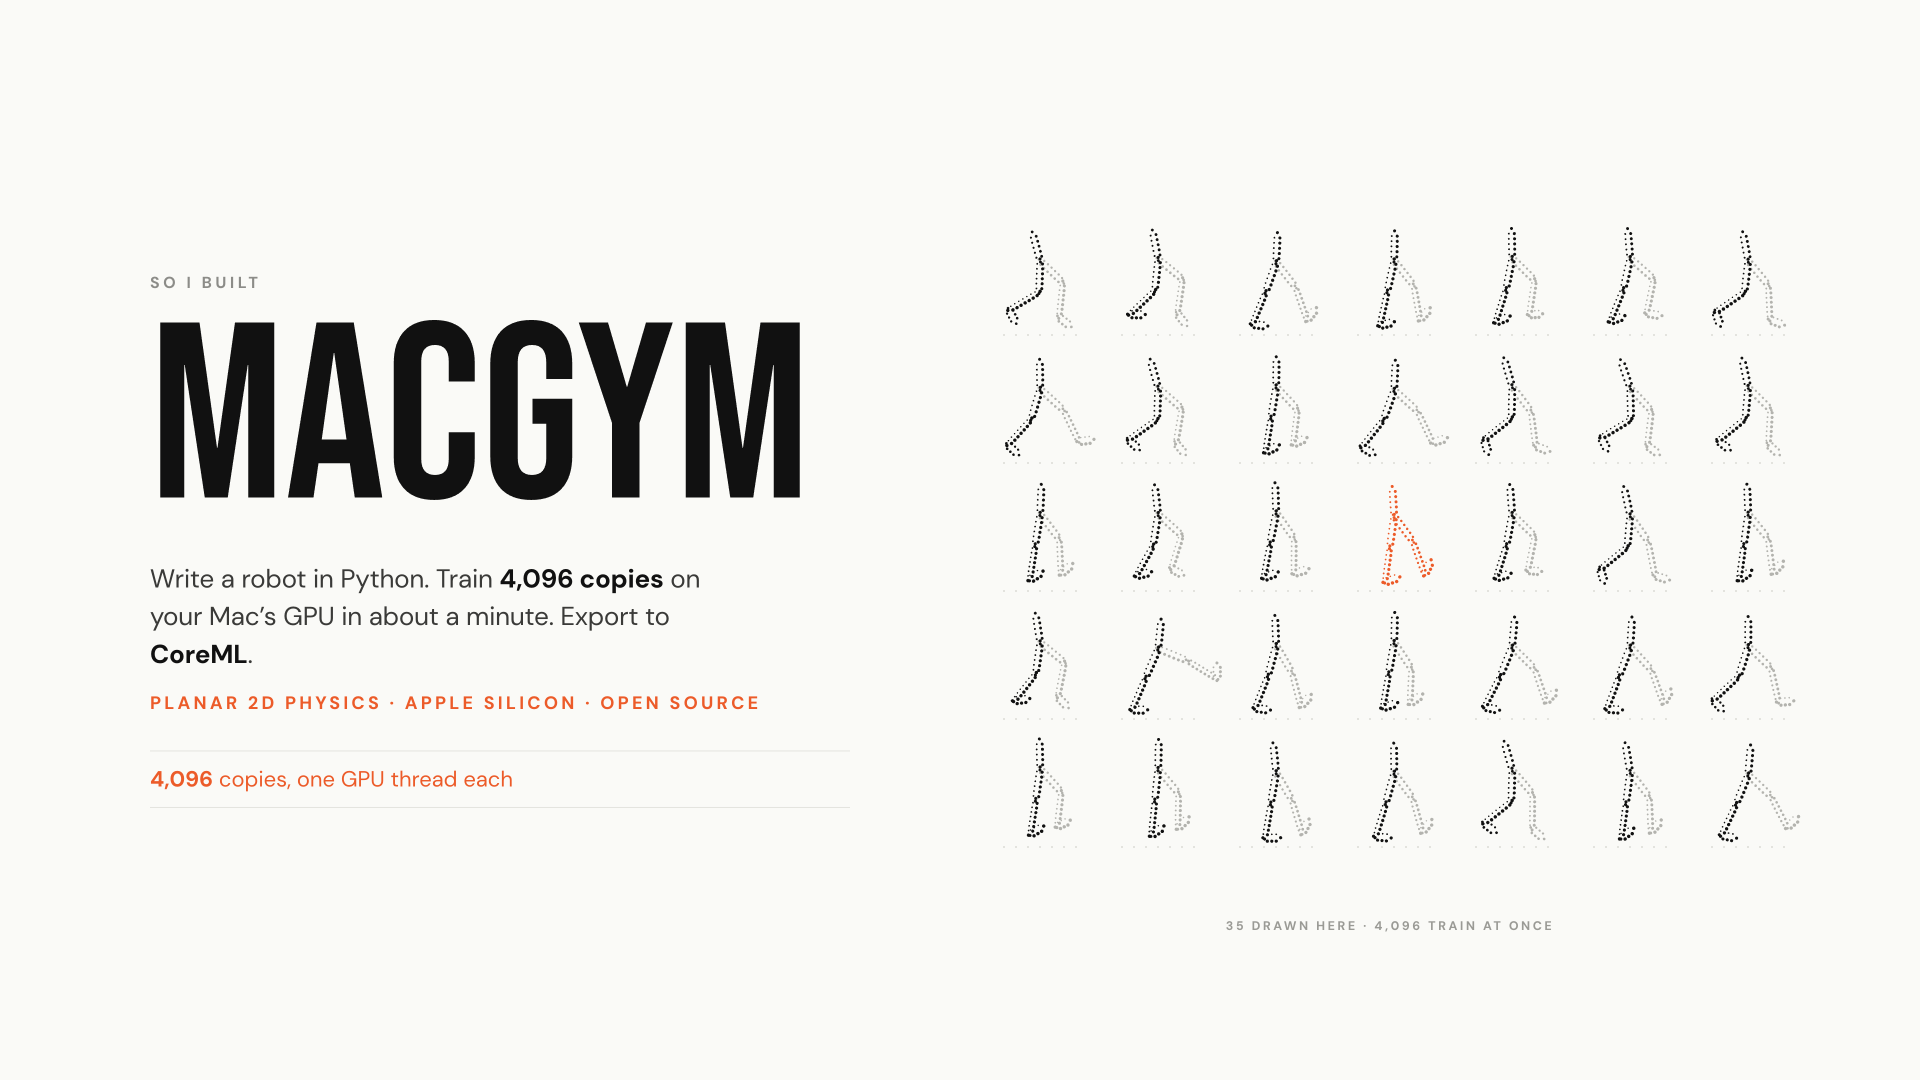 SO I BUILT
MACGYM
Write a robot in Python. Train 4,096 copies on
your Mac’s GPU in about a minute. Export to
CoreML.
PLANAR 2D PHYSICS · APPLE SILICON · OPEN SOURCE
4,096 copies, one GPU thread each
35 DRAWN HERE · 4,096 TRAIN AT ONCE